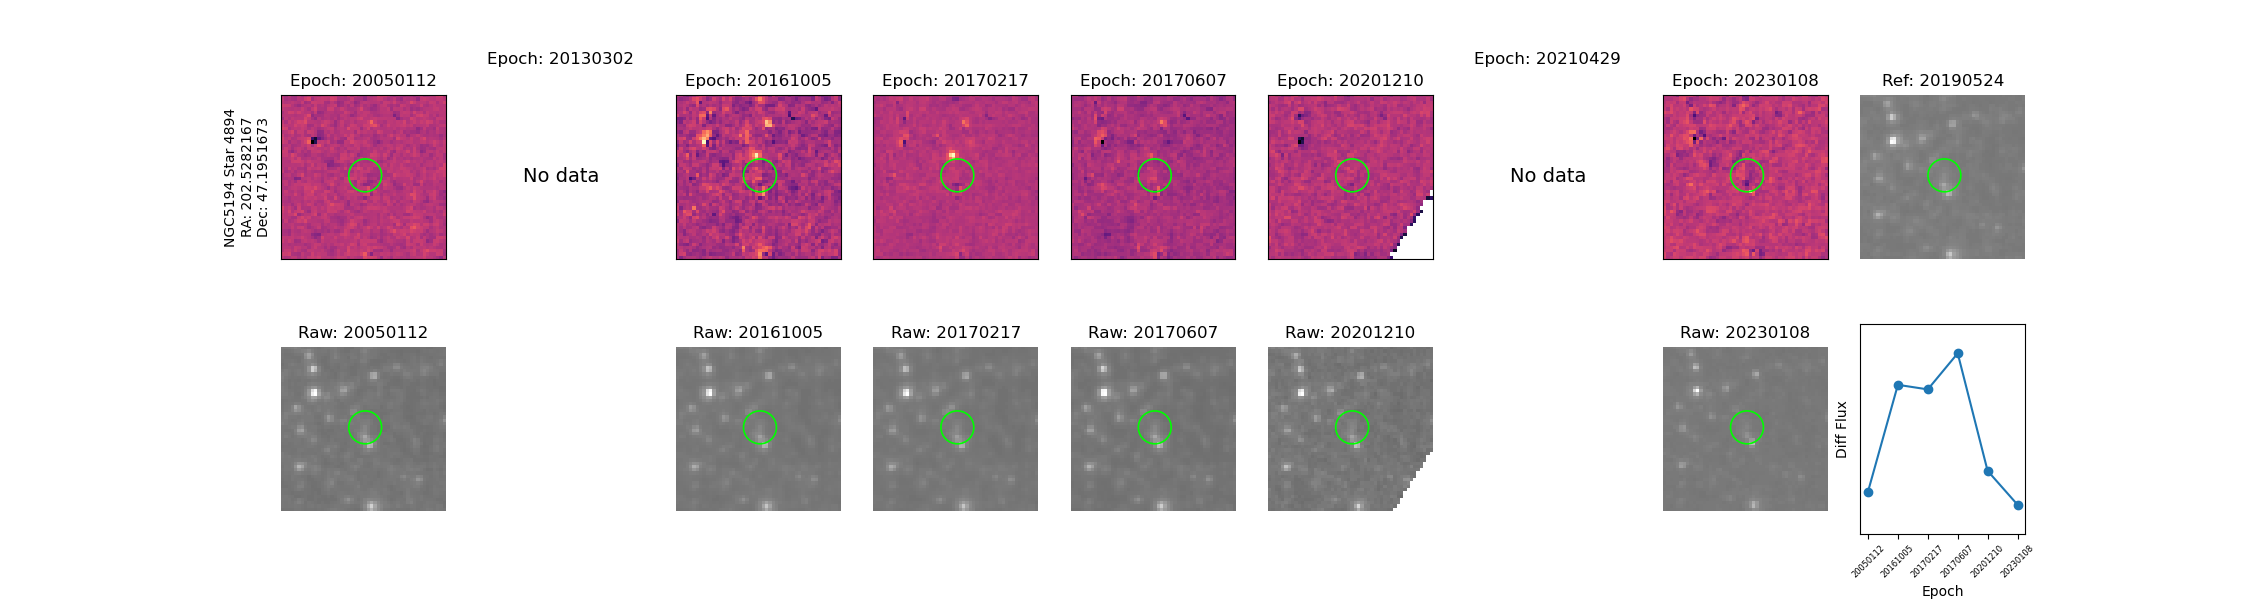 Epoch: 20130302
Epoch: 20210429
Epoch: 20050112
Epoch: 20161005
Epoch: 20170217
Epoch: 20170607
Epoch: 20201210
Epoch: 20230108
Ref: 20190524
NGC5194 Star 4894
RA: 202.5282167
Dec: 47.1951673
No data
No data
Raw: 20050112
Raw: 20161005
Raw: 20170217
Raw: 20170607
Raw: 20201210
Raw: 20230108
Diff Flux
20050112
20161005
20170217
20170607
20201210
20230108
Epoch